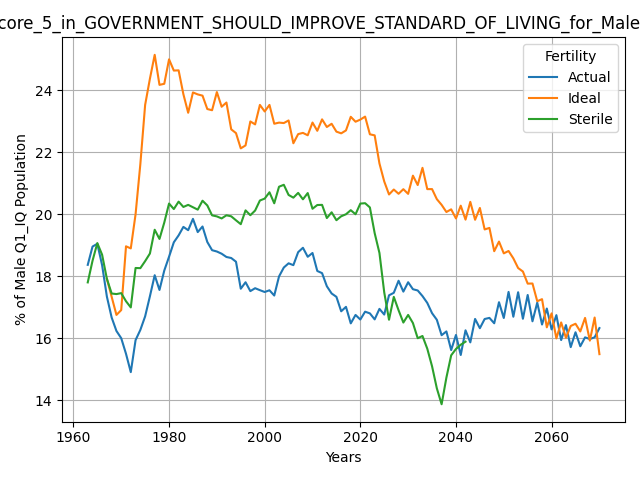 core_5_in_GOVERNMENT_SHOULD_IMPROVE_STANDARD_OF_LIVING_for_Male
% of Male Q1_IQ Population
24
22
20
18
16
14
Fertility
Actual
Ideal
Sterile
1960 1980 2000 2020 2040 2060
Years